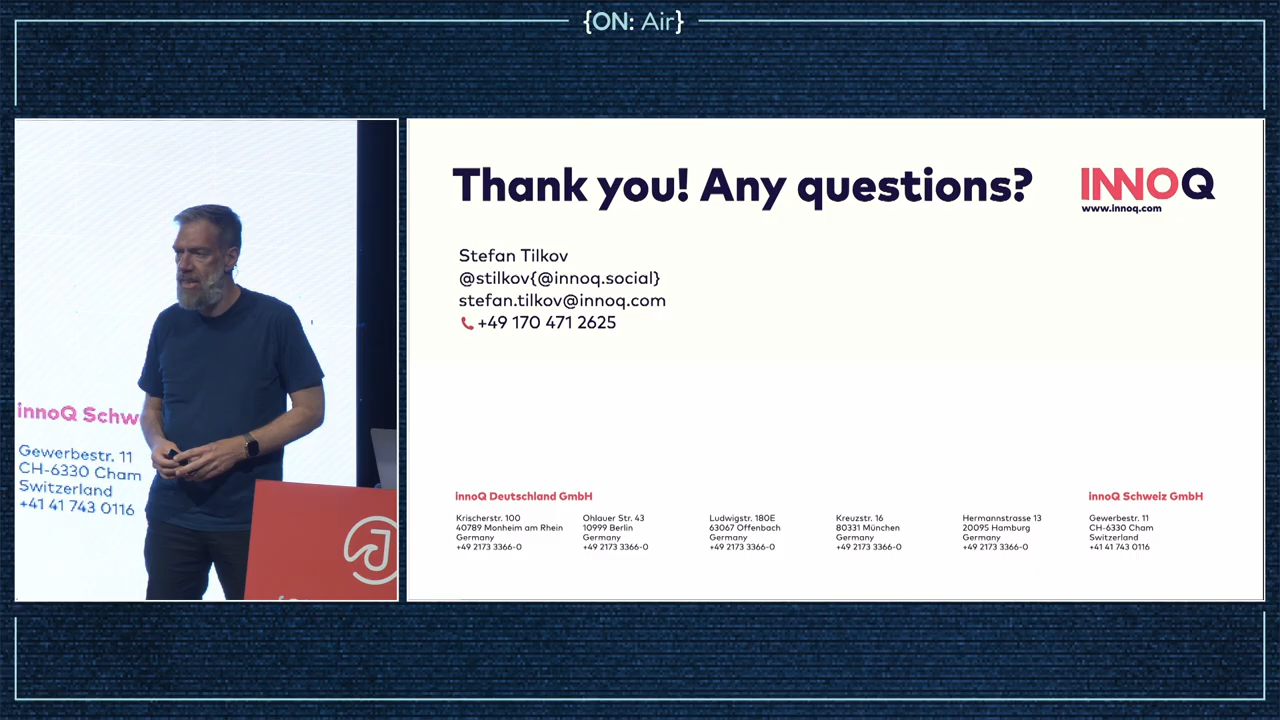 {ON: Air}
Thank you! Any questions?
INNOQ
www.innoq.com
Stefan Tilkov
@stilkov{@innoq.social}
stefan.tilkov@innoq.com
+49 170 471 2625
innoQ Schw
Gewerbestr. 11
CH-6330 Cham
Switzerland
+41 41 743 0116
innoQ Deutschland GmbH
Krischerstr. 100
40789 Monheim am Rhein
Germany
+49 2173 3366-0
Ohlauer Str. 43
10999 Berlin
Germany
+49 2173 3366-0
Ludwigstr. 180E
63067 Offenbach
Germany
+49 2173 3366-0
Kreuzstr. 16
80331 München
Germany
+49 2173 3366-0
Hermannstrasse 13
20095 Hamburg
Germany
+49 2173 3366-0
innoQ Schweiz GmbH
Gewerbestr. 11
CH-6330 Cham
Switzerland
+41 41 743 0116